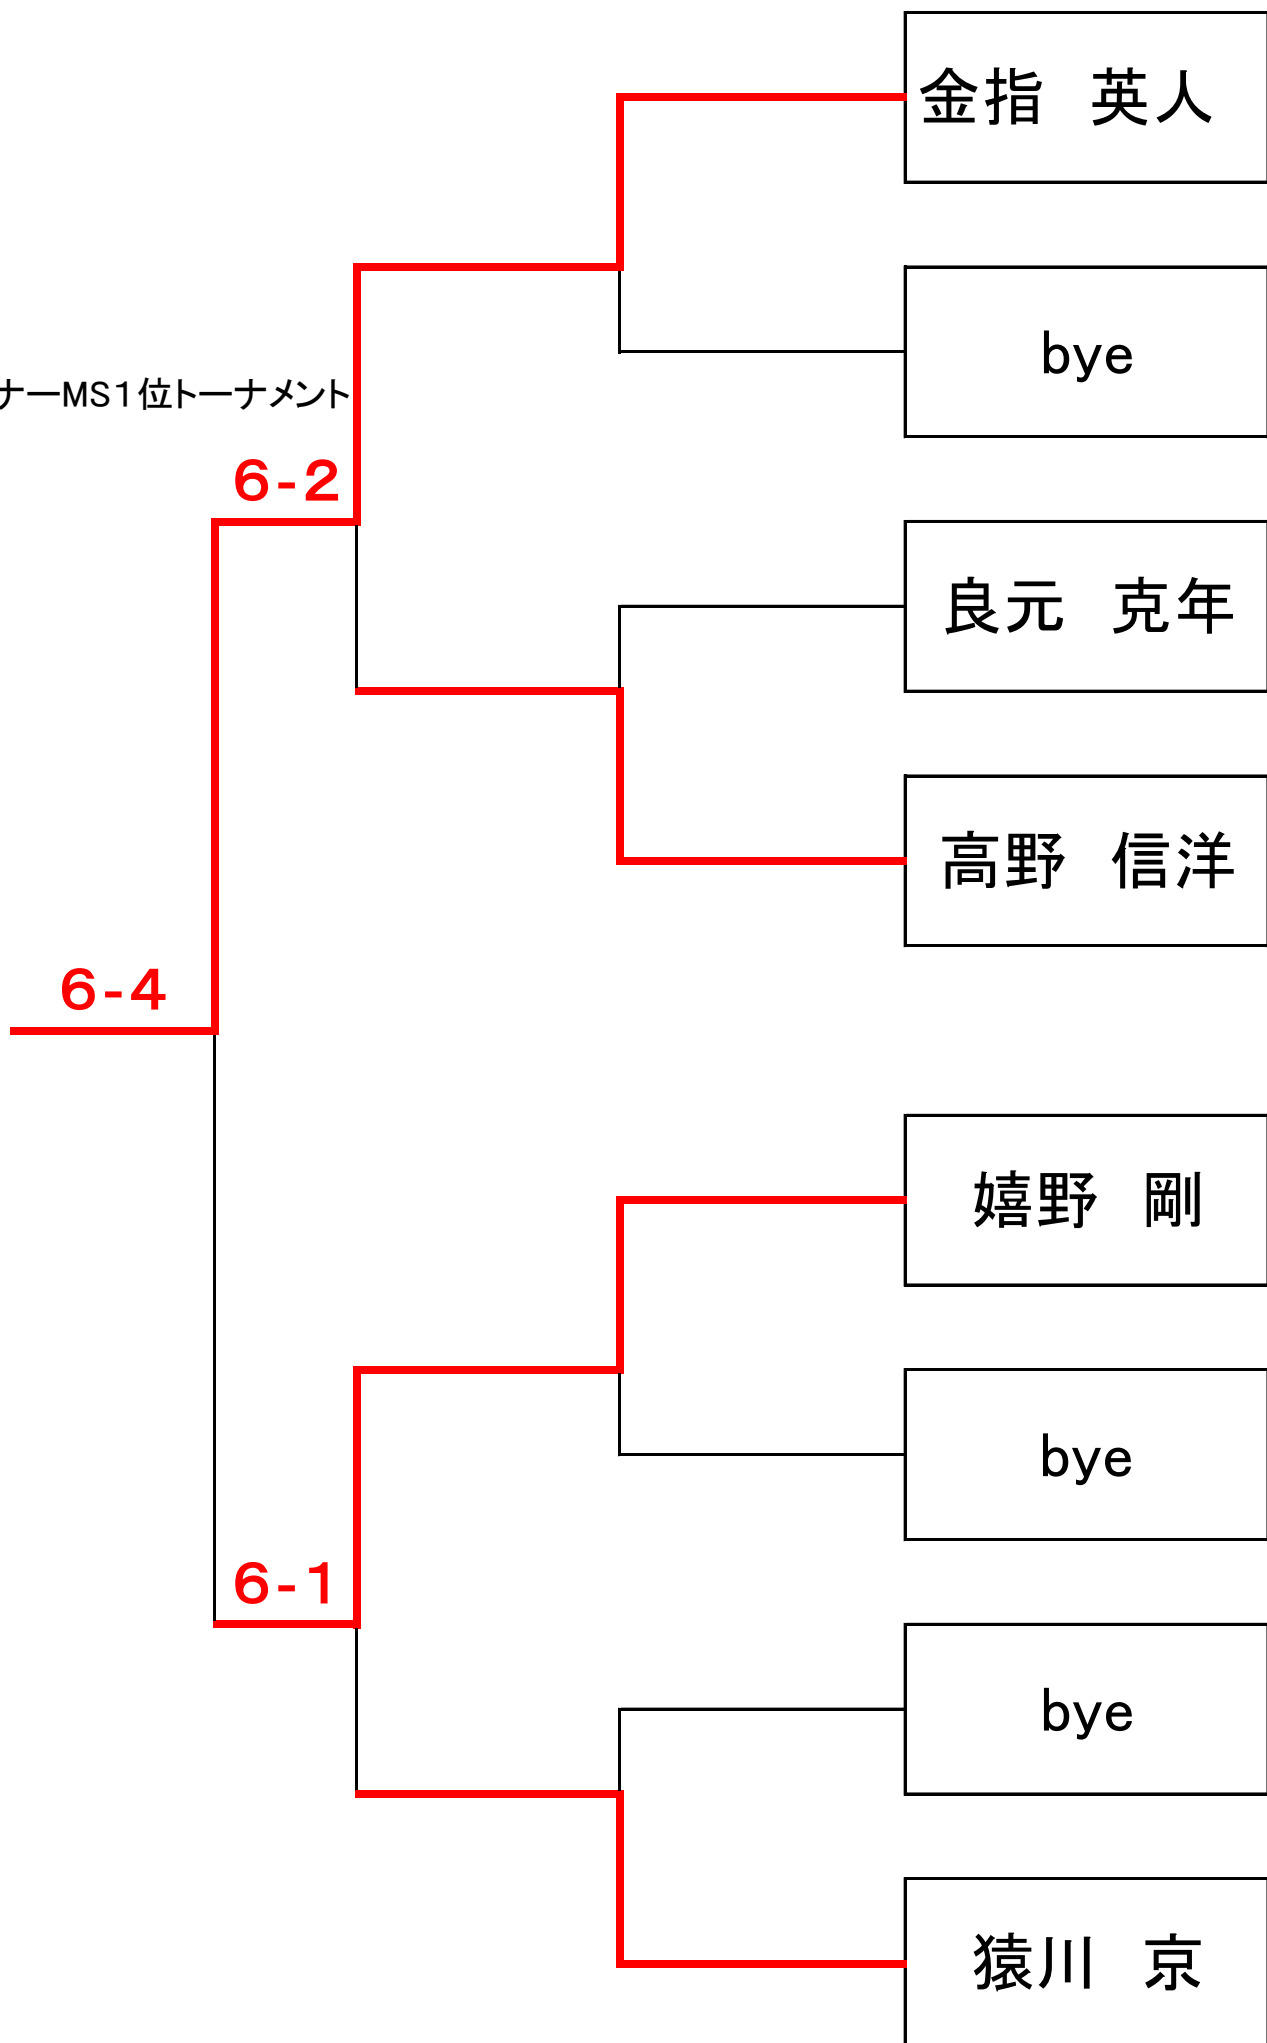 金指　英人
bye
ナーMS１位トーナメント
6-2
良元　克年
高野　信洋
6-4
嬉野　剛
bye
6-1
bye
猿川　京